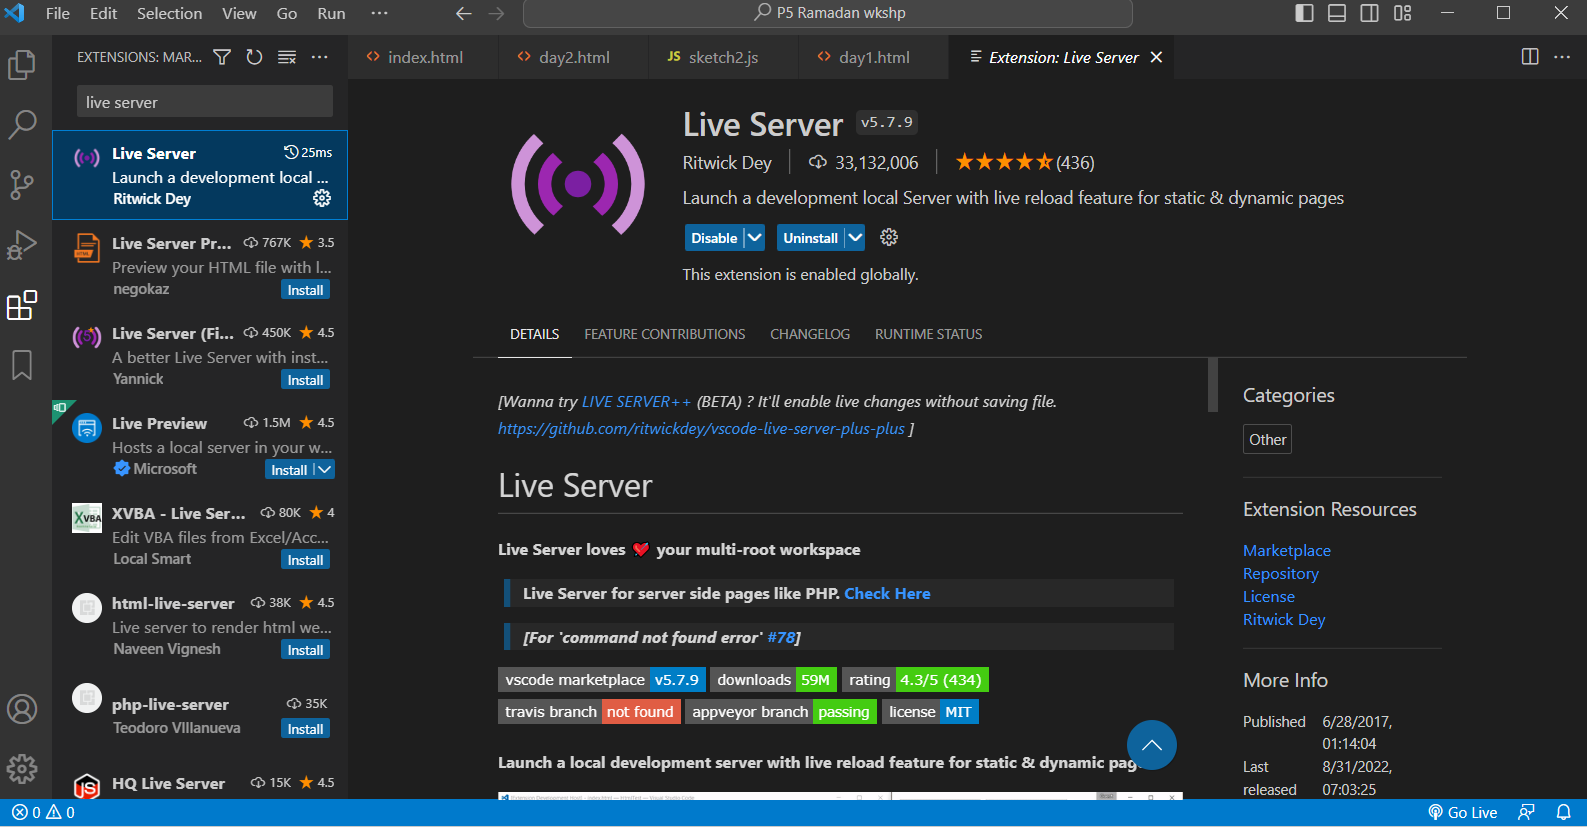 File Edit Selection View Go Run ···
P5 Ramadan wkshp
EXTENSIONS: MAR...
live server
Live Server 25ms
Launch a development local ...
Ritwick Dey
Live Server Pr... 767K ★ 3.5
Preview your HTML file with l...
negokaz Install
Live Server (Fi... 450K ★ 4.5
A better Live Server with inst...
Yannick Install
Live Preview 1.5M ★ 4.5
Hosts a local server in your w...
Microsoft Install
XVBA - Live Ser... 80K ★ 4
XVBA
Edit VBA files from Excel/Acc...
Local Smart Install
html-live-server 38K ★ 4.5
Live server to render html we...
Naveen Vignesh Install
php-live-server 35K
Teodoro VIllanueva Install
HQ Live Server 15K ★ 4.5
JS
index.html
day2.html
JS sketch2.js
day1.html
Extension: Live Server
Live Server v5.7.9
Ritwick Dey 33,132,006 (436)
Launch a development local Server with live reload feature for static & dynamic pages
Disable Uninstall
This extension is enabled globally.
DETAILS FEATURE CONTRIBUTIONS CHANGELOG RUNTIME STATUS
[Wanna try LIVE SERVER++ (BETA) ? It'll enable live changes without saving file.
https://github.com/ritwickdey/vscode-live-server-plus-plus ]
Live Server
Live Server loves 💘 your multi-root workspace
Live Server for server side pages like PHP. Check Here
[For 'command not found error' #78]
vscode marketplace v5.7.9 downloads 59M rating 4.3/5 (434)
travis branch not found appveyor branch passing license MIT
Launch a local development server with live reload feature for static & dynamic pag
Categories
Other
Extension Resources
Marketplace
Repository
License
Ritwick Dey
More Info
Published 6/28/2017,
01:14:04
Last 8/31/2022,
released 07:03:25
0 0
Go Live